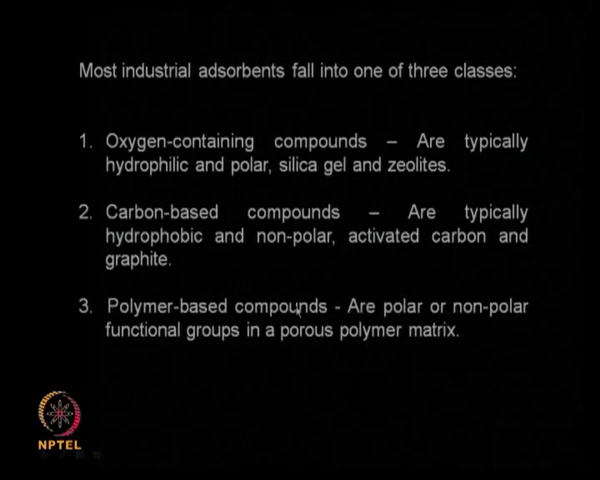 Most industrial adsorbents fall into one of three classes:
1. Oxygen-containing compounds – Are typically
hydrophilic and polar, silica gel and zeolites.
2. Carbon-based compounds – Are typically
hydrophobic and non-polar, activated carbon and
graphite.
3. Polymer-based compounds - Are polar or non-polar
functional groups in a porous polymer matrix.
NPTEL